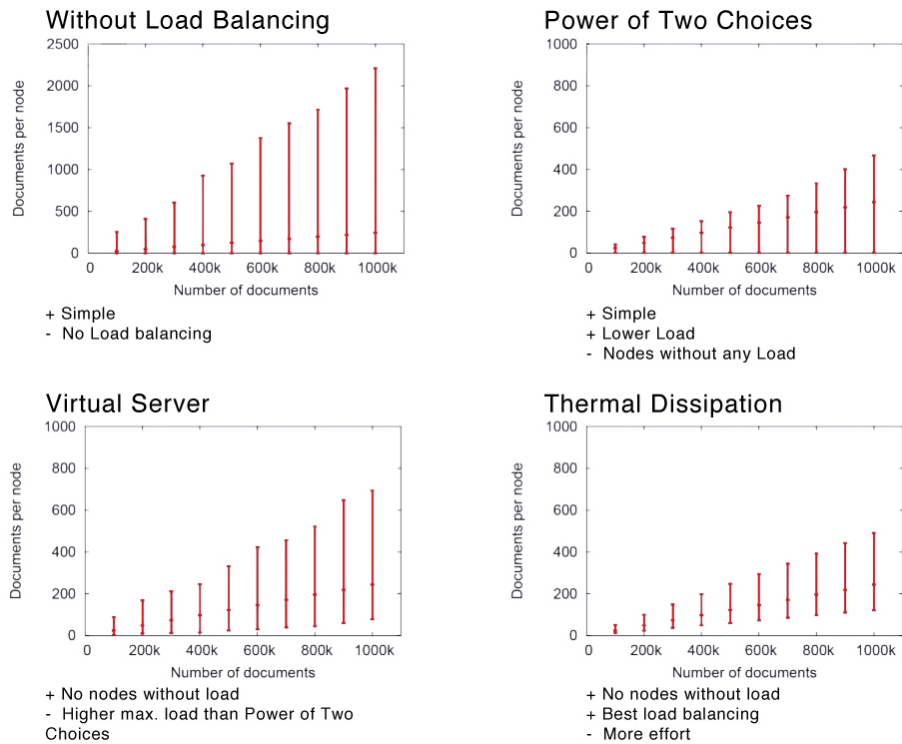 Without Load Balancing
2500
2000
1500
1000
500
0
Documents per node
0 200k 400k 600k 800k 1000k
Number of documents
+ Simple
- No Load balancing
Power of Two Choices
1000
800
600
400
200
0
Documents per node
0 200k 400k 600k 800k 1000k
Number of documents
+ Simple
+ Lower Load
- Nodes without any Load
Virtual Server
1000
800
600
400
200
0
Documents per node
0 200k 400k 600k 800k 1000k
Number of documents
+ No nodes without load
- Higher max. load than Power of Two
Choices
Thermal Dissipation
1000
800
600
400
200
0
Documents per node
0 200k 400k 600k 800k 1000k
Number of documents
+ No nodes without load
+ Best load balancing
- More effort